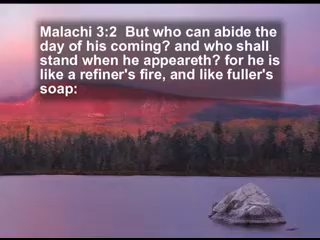 Malachi 3:2  But who can abide the
day of his coming? and who shall
stand when he appeareth? for he is
like a refiner's fire, and like fuller's
soap: